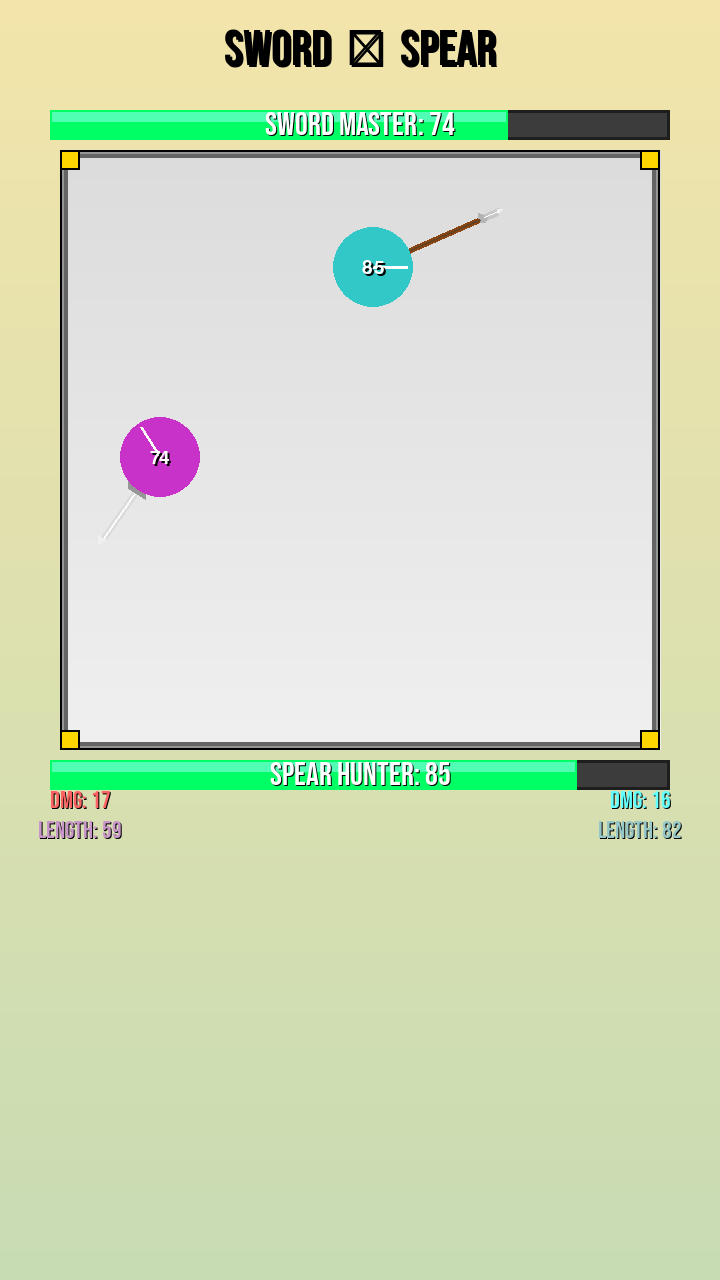 SWORD ☒ SPEAR
SWORD MASTER: 74
85
74
SPEAR HUNTER: 85
DMG: 17
DMG: 16
LENGTH: 59
LENGTH: 82